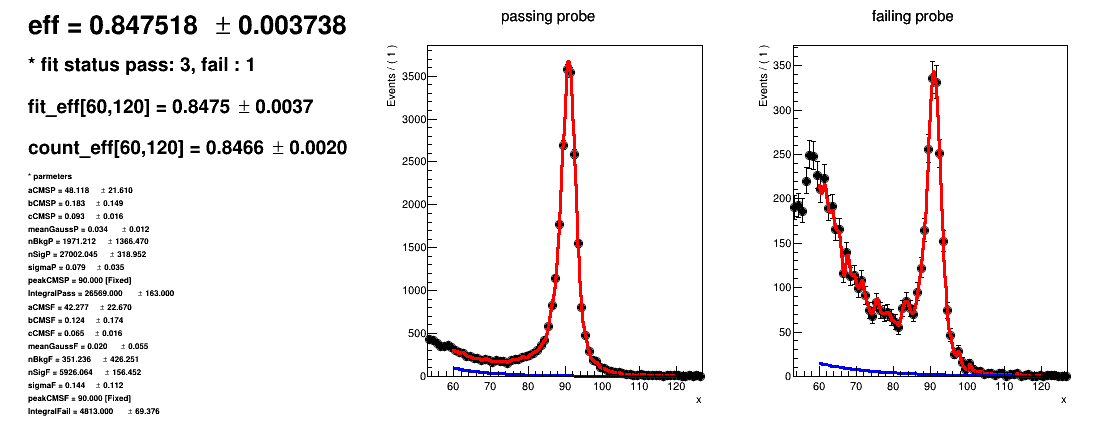 eff = 0.847518 ± 0.003738
* fit status pass: 3, fail : 1
fit_eff[60,120] = 0.8475 ± 0.0037
count_eff[60,120] = 0.8466 ± 0.0020
* parmeters
aCMSP = 48.118 ± 21.610
bCMSP = 0.183 ± 0.149
cCMSP = 0.093 ± 0.016
meanGaussP = 0.034 ± 0.012
nBkgP = 1971.212 ± 1366.470
nSigP = 27002.045 ± 318.952
sigmaP = 0.079 ± 0.035
peakCMSP = 90.000 [Fixed]
IntegralPass = 26569.000 ± 163.000
aCMSF = 42.277 ± 22.670
bCMSF = 0.124 ± 0.174
cCMSF = 0.065 ± 0.016
meanGaussF = 0.020 ± 0.055
nBkgF = 351.236 ± 426.251
nSigF = 5926.064 ± 156.452
sigmaF = 0.144 ± 0.112
peakCMSF = 90.000 [Fixed]
IntegralFail = 4813.000 ± 69.376
passing probe
Events / ( 1 )
3500
3000
2500
2000
1500
1000
500
0
60 70 80 90 100 110 120
x
failing probe
Events / ( 1 )
350
300
250
200
150
100
50
0
60 70 80 90 100 110 120
x